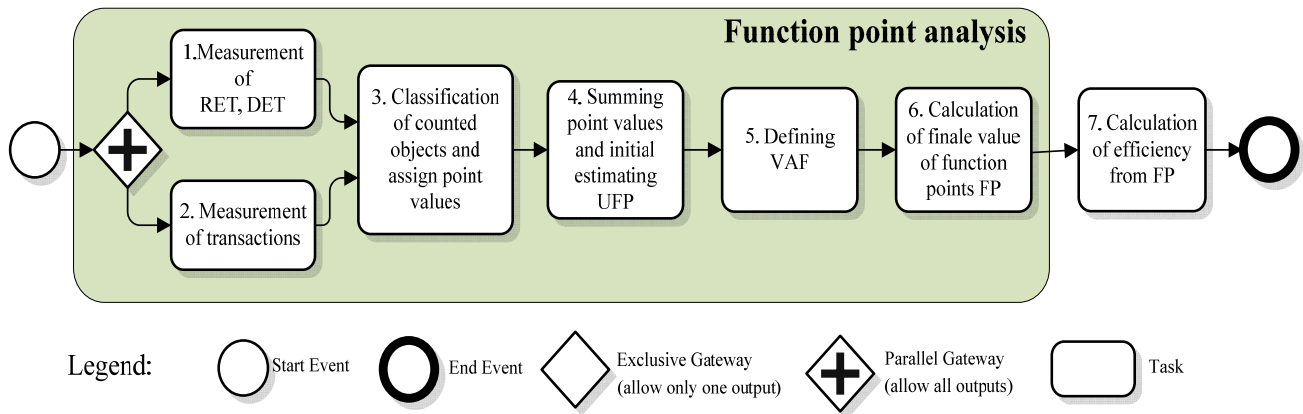 Function point analysis
1.Measurement
of
RET, DET
2. Measurement
of transactions
3. Classification
of counted
objects and
assign point
values
4. Summing
point values
and initial
estimating
UFP
5. Defining
VAF
6. Calculation
of finale value
of function
points FP
7. Calculation
of efficiency
from FP
Legend:
Start Event
End Event
Exclusive Gateway
(allow only one output)
Parallel Gateway
(allow all outputs)
Task